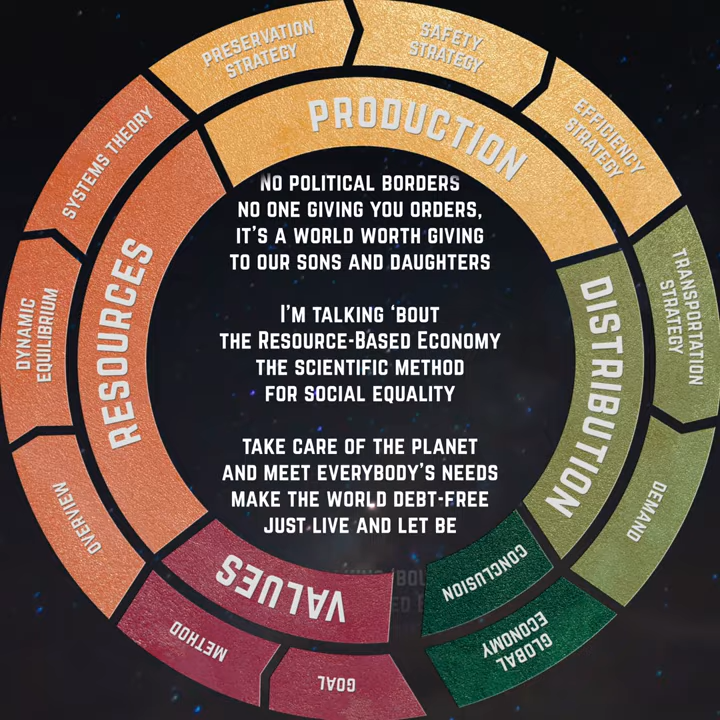 PRESERVATION
STRATEGY
SAFETY
STRATEGY
EFFICIENCY
STRATEGY
SYSTEMS THEORY
PRODUCTION
NO POLITICAL BORDERS
NO ONE GIVING YOU ORDERS,
IT'S A WORLD WORTH GIVING
TO OUR SONS AND DAUGHTERS
I'M TALKING ‘BOUT
THE RESOURCE-BASED ECONOMY
THE SCIENTIFIC METHOD
FOR SOCIAL EQUALITY
TAKE CARE OF THE PLANET
AND MEET EVERYBODY'S NEEDS
MAKE THE WORLD DEBT-FREE
JUST LIVE AND LET BE
RESOURCES
DYNAMIC
EQUILIBRIUM
OVERVIEW
DISTRIBUTION
TRANSPORTATION
STRATEGY
DEMAND
VALUES
METHOD
GOAL
CONCLUSION
GLOBAL
ECONOMY